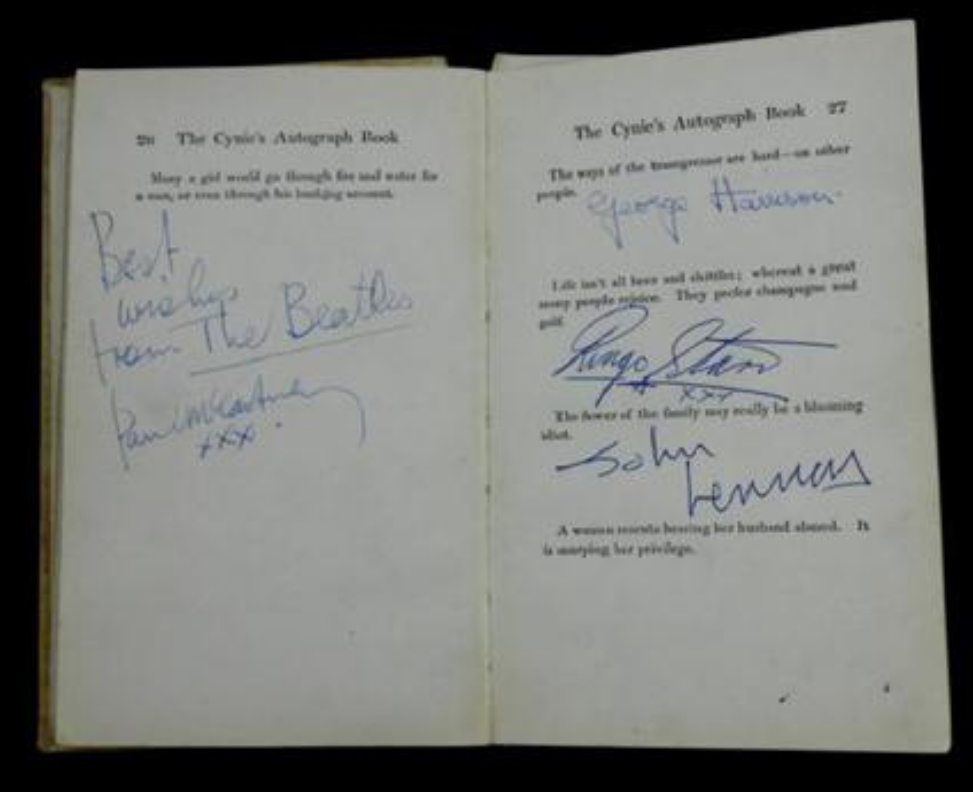 26 The Cynic's Autograph Book
Many a girl would go through fire and water for
a man, or even through his banking account.
Best
wishes
from The Beatles
Paul McCartney
xxx.
The Cynic's Autograph Book 27
The ways of the transgressor are hard—on other
people.
George Harrison
Life isn't all beer and skittles; whereat a great
many people rejoice. They prefer champagne and
golf.
Ringo Starr
xxx
The flower of the family may really be a blooming
idiot.
John
Lennon
A woman resents hearing her husband abused. It
is usurping her privilege.